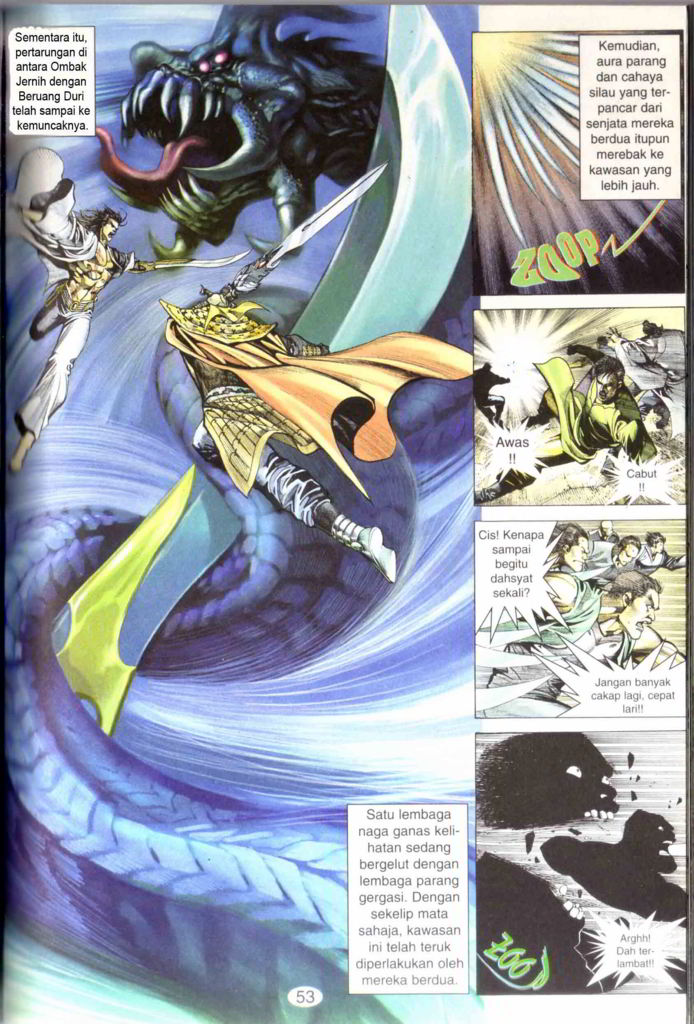 Sementara itu,
pertarungan di
antara Ombak
Jernih dengan
Beruang Duri
telah sampai ke
kemuncaknya.
Kemudian,
aura parang
dan cahaya
silau yang ter-
pancar dari
senjata mereka
berdua itupun
merebak ke
kawasan yang
lebih jauh.
ZOOP
Awas
!!
Cabut
!!
Cis! Kenapa
sampai
begitu
dahsyat
sekali?
Jangan banyak
cakap lagi, cepat
lari!!
Satu lembaga
naga ganas keli-
hatan sedang
bergelut dengan
lembaga parang
gergasi. Dengan
sekelip mata
sahaja, kawasan
ini telah teruk
diperlakukan oleh
mereka berdua.
Arghh!
Dah ter-
lambat!!
53